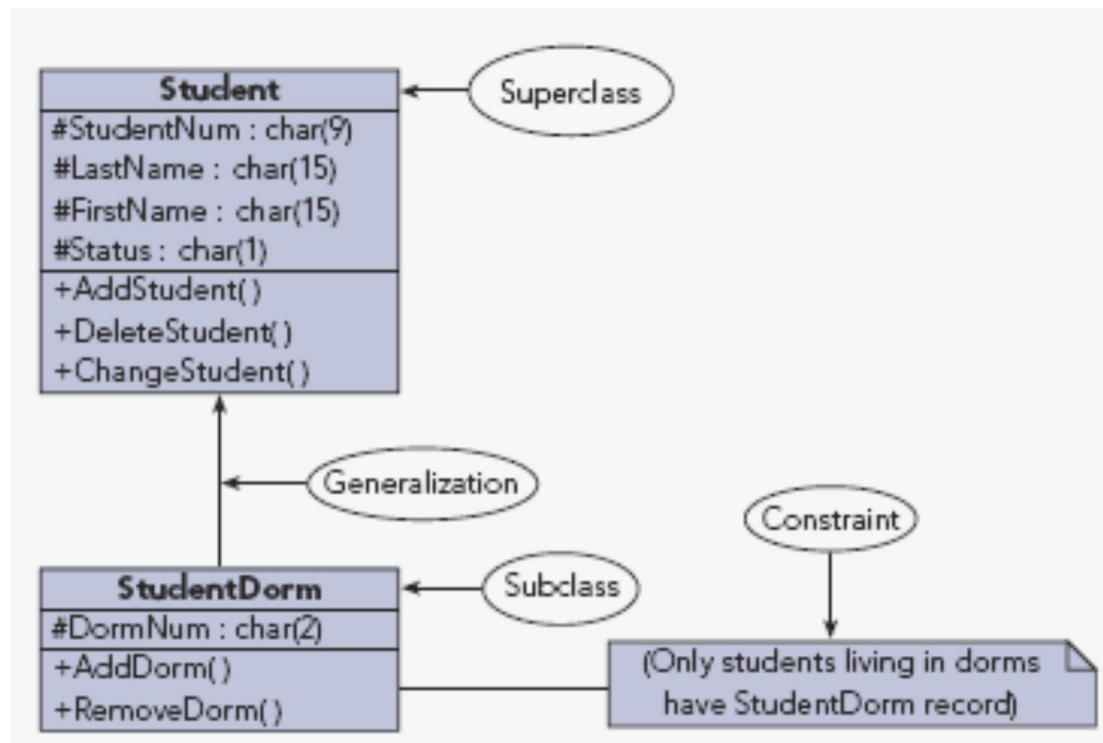 Student
#StudentNum : char(9)
#LastName : char(15)
#FirstName : char(15)
#Status : char(1)
+AddStudent()
+DeleteStudent()
+ChangeStudent()
Superclass
Generalization
Constraint
StudentDorm
#DormNum : char(2)
+AddDorm()
+RemoveDorm()
Subclass
(Only students living in dorms
have StudentDorm record)